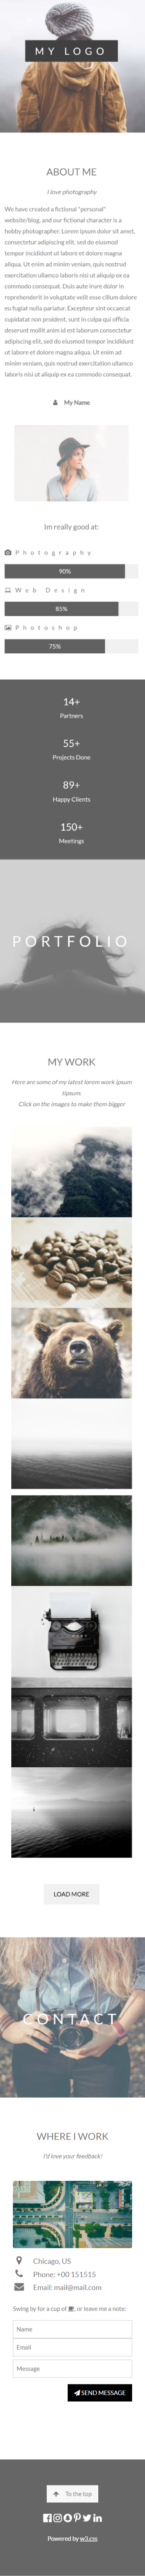 MY LOGO
ABOUT ME
I love photography
We have created a fictional "personal"
website/blog, and our fictional character is a
hobby photographer. Lorem ipsum dolor sit amet,
consectetur adipiscing elit, sed do eiusmod
tempor incididunt ut labore et dolore magna
aliqua. Ut enim ad minim veniam, quis nostrud
exercitation ullamco laboris nisi ut aliquip ex ea
commodo consequat. Duis aute irure dolor in
reprehenderit in voluptate velit esse cillum dolore
eu fugiat nulla pariatur. Excepteur sint occaecat
cupidatat non proident, sunt in culpa qui officia
deserunt mollit anim id est laborum consectetur
adipiscing elit, sed do eiusmod tempor incididunt
ut labore et dolore magna aliqua. Ut enim ad
minim veniam, quis nostrud exercitation ullamco
laboris nisi ut aliquip ex ea commodo consequat.
My Name
Im really good at:
Photography
90%
Web Design
85%
Photoshop
75%
14+
Partners
55+
Projects Done
89+
Happy Clients
150+
Meetings
PORTFOLIO
MY WORK
Here are some of my latest lorem work ipsum
tipsum.
Click on the images to make them bigger
LOAD MORE
CONTACT
WHERE I WORK
I'd love your feedback!
Chicago, US
Phone: +00 151515
Email: mail@mail.com
Swing by for a cup of , or leave me a note:
Name
Email
Message
SEND MESSAGE
To the top
Powered by w3.css